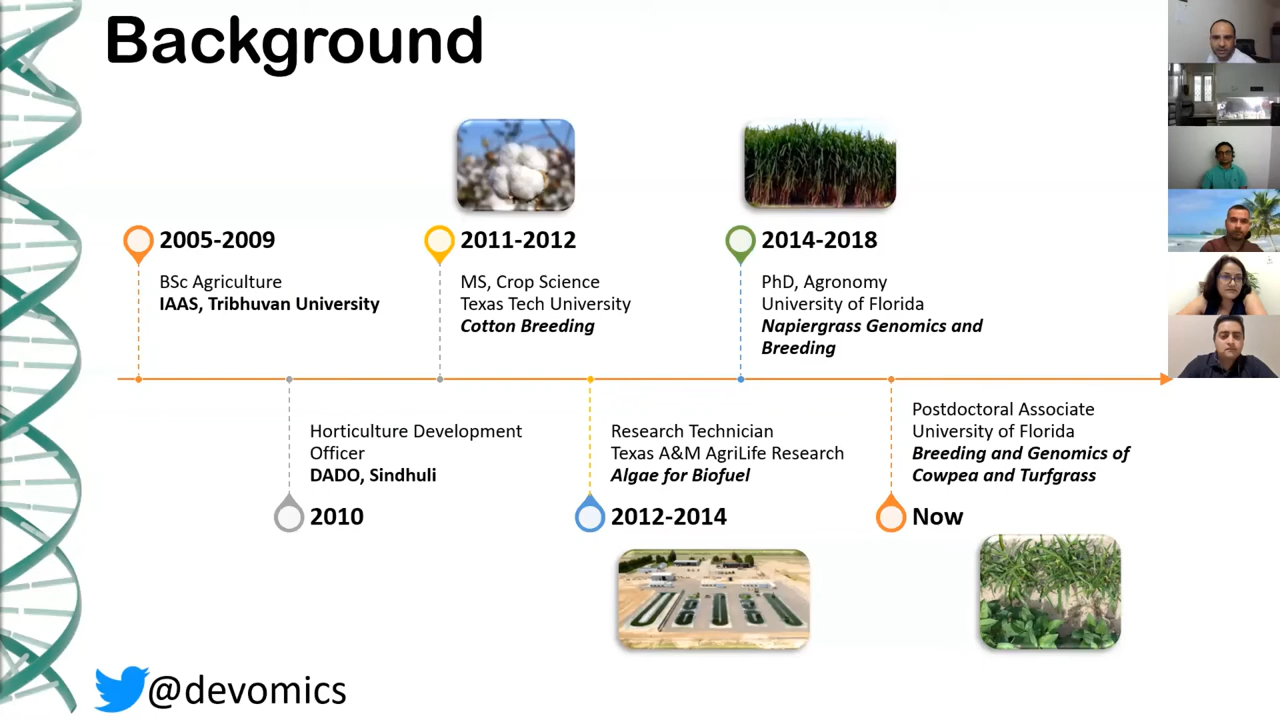 Background
2005-2009
BSc Agriculture
IAAS, Tribhuvan University
2011-2012
MS, Crop Science
Texas Tech University
Cotton Breeding
2014-2018
PhD, Agronomy
University of Florida
Napiergrass Genomics and
Breeding
Horticulture Development
Officer
DADO, Sindhuli
2010
Research Technician
Texas A&M AgriLife Research
Algae for Biofuel
2012-2014
Postdoctoral Associate
University of Florida
Breeding and Genomics of
Cowpea and Turfgrass
Now
@devomics